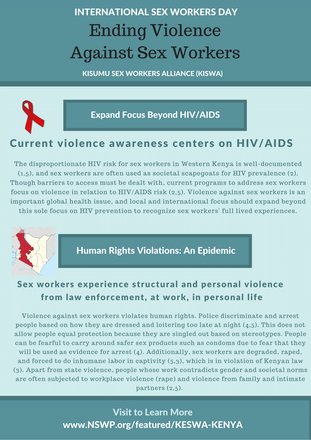 INTERNATIONAL SEX WORKERS DAY
Ending Violence
Against Sex Workers
KISUMU SEX WORKERS ALLIANCE (KISWA)
Expand Focus Beyond HIV/AIDS
Current violence awareness centers on HIV/AIDS
The disproportionate HIV risk for sex workers in Western Kenya is well-documented
(1,5), and sex workers are often used as societal scapegoats for HIV prevalence (2).
Though barriers to access must be dealt with, current programs to address sex workers
focus on violence in relation to HIV/AIDS risk (2,5). Violence against sex workers is an
important global health issue, and local and international focus should expand beyond
this sole focus on HIV prevention to recognize sex workers' full lived experiences.
Human Rights Violations: An Epidemic
Sex workers experience structural and personal violence
from law enforcement, at work, in personal life
Violence against sex workers violates human rights. Police discriminate and arrest
people based on how they are dressed and loitering too late at night (4,5). This does not
allow people equal protection because they are singled out based on stereotypes. People
can be fearful to carry around safer sex products such as condoms due to fear that they
will be used as evidence for arrest (4). Additionally, sex workers are degraded, raped,
and forced to do inhumane labor in captivity (5,3), which is in violation of Kenyan law
(3). Apart from state violence, people whose work contradicts gender and societal norms
are often subjected to workplace violence (rape) and violence from family and intimate
partners (2,5).
Visit to Learn More
www.NSWP.org/featured/KESWA-KENYA